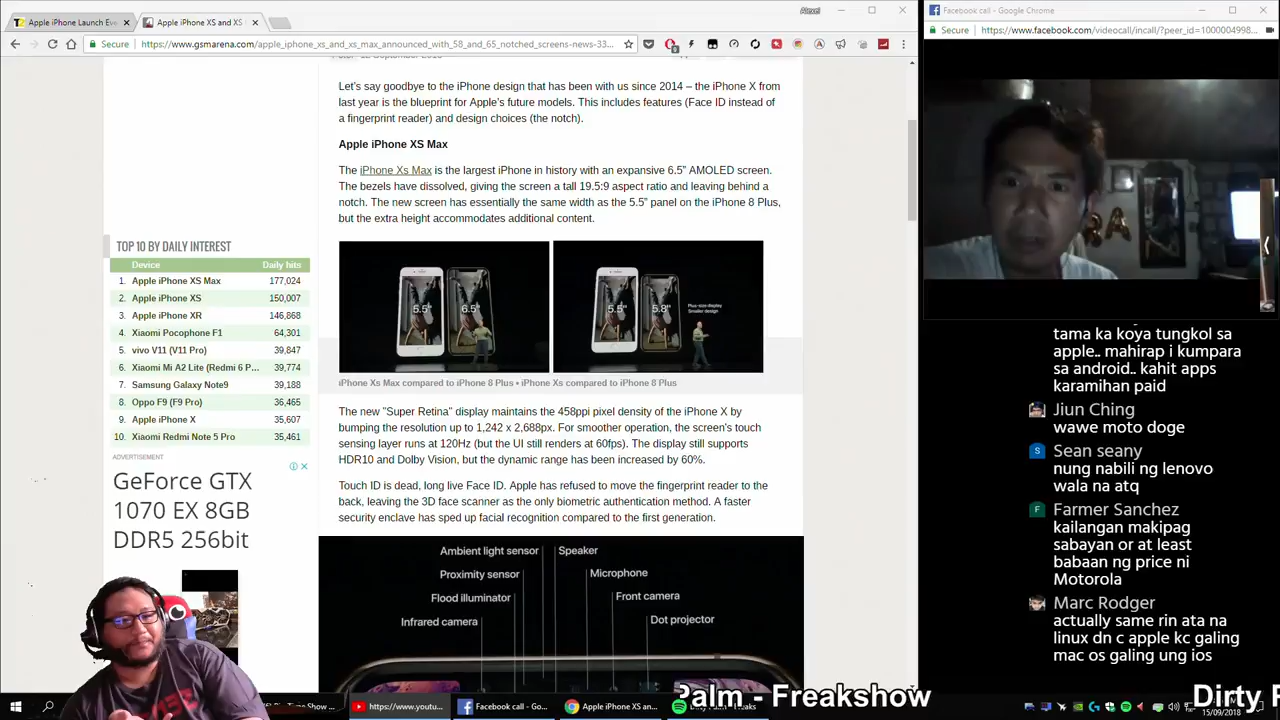 Alexei
Apple iPhone Launch Eve
Apple iPhone XS and XS
Secure
https://www.gsmarena.com/apple_iphone_xs_and_xs_max_announced_with_58_and_65_notched_screens-news-33...
Let's say goodbye to the iPhone design that has been with us since 2014 – the iPhone X from
last year is the blueprint for Apple's future models. This includes features (Face ID instead of
a fingerprint reader) and design choices (the notch).
Apple iPhone XS Max
The iPhone Xs Max is the largest iPhone in history with an expansive 6.5" AMOLED screen.
The bezels have dissolved, giving the screen a tall 19.5:9 aspect ratio and leaving behind a
notch. The new screen has essentially the same width as the 5.5" panel on the iPhone 8 Plus,
but the extra height accommodates additional content.
5.5"
6.5"
5.5"
5.8"
Plus-size display
Smaller design
iPhone Xs Max compared to iPhone 8 Plus • iPhone Xs compared to iPhone 8 Plus
The new "Super Retina" display maintains the 458ppi pixel density of the iPhone X by
bumping the resolution up to 1,242 x 2,688px. For smoother operation, the screen's touch
sensing layer runs at 120Hz (but the UI still renders at 60fps). The display still supports
HDR10 and Dolby Vision, but the dynamic range has been increased by 60%.
Touch ID is dead, long live Face ID. Apple has refused to move the fingerprint reader to the
back, leaving the 3D face scanner as the only biometric authentication method. A faster
security enclave has sped up facial recognition compared to the first generation.
Ambient light sensor
Speaker
Proximity sensor
Microphone
Flood illuminator
Front camera
Infrared camera
Dot projector
TOP 10 BY DAILY INTEREST
Device Daily hits
1. Apple iPhone XS Max 177,024
2. Apple iPhone XS 150,007
3. Apple iPhone XR 146,868
4. Xiaomi Pocophone F1 64,301
5. vivo V11 (V11 Pro) 39,847
6. Xiaomi Mi A2 Lite (Redmi 6 P... 39,774
7. Samsung Galaxy Note9 39,188
8. Oppo F9 (F9 Pro) 36,465
9. Apple iPhone X 35,607
10. Xiaomi Redmi Note 5 Pro 35,461
ADVERTISEMENT
GeForce GTX
1070 EX 8GB
DDR5 256bit
Facebook call - Google Chrome
Secure
https://www.facebook.com/videocall/incall/?peer_id=1000004998...
tama ka koya tungkol sa
apple.. mahirap i kumpara
sa android.. kahit apps
karamihan paid
Jiun Ching
wawe moto doge
S
Sean seany
nung nabili ng lenovo
wala na atq
F
Farmer Sanchez
kailangan makipag
sabayan or at least
babaan ng price ni
Motorola
Marc Rodger
actually same rin ata na
linux dn c apple kc galing
mac os galing ung ios
https://www.youtu...
Facebook call - Go...
Apple iPhone XS an...
Palm - Freakshow
Dirty
15/09/2018